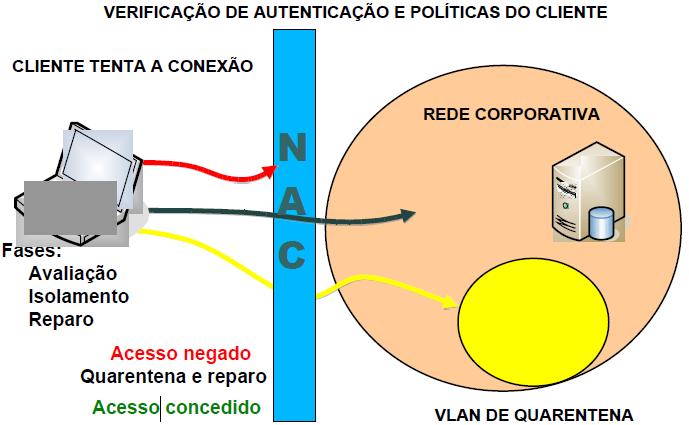 VERIFICAÇÃO DE AUTENTICAÇÃO E POLÍTICAS DO CLIENTE
CLIENTE TENTA A CONEXÃO
REDE CORPORATIVA
N
A
C
Fases:
Avaliação
Isolamento
Reparo
Acesso negado
Quarentena e reparo
Acesso concedido
VLAN DE QUARENTENA